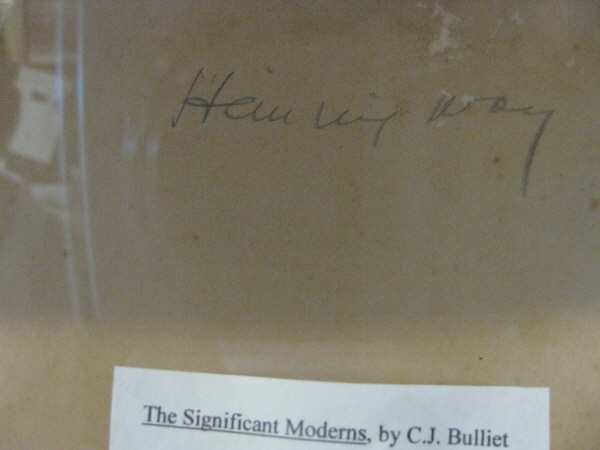 Hemingway
The Significant Moderns, by C.J. Bulliet